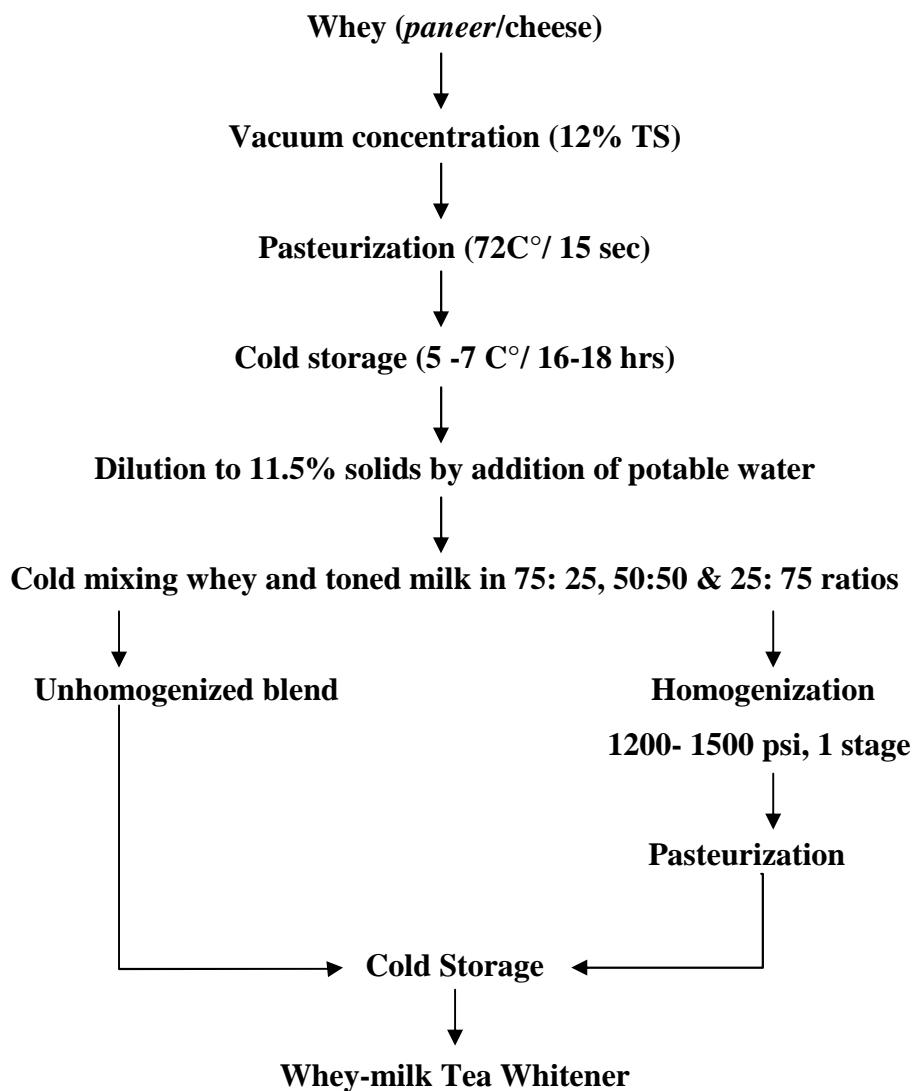 Whey (paneer/cheese)
Vacuum concentration (12% TS)
Pasteurization (72C°/ 15 sec)
Cold storage (5 -7 C°/ 16-18 hrs)
Dilution to 11.5% solids by addition of potable water
Cold mixing whey and toned milk in 75: 25, 50:50 & 25: 75 ratios
Unhomogenized blend
Homogenization
1200- 1500 psi, 1 stage
Pasteurization
Cold Storage
Whey-milk Tea Whitener